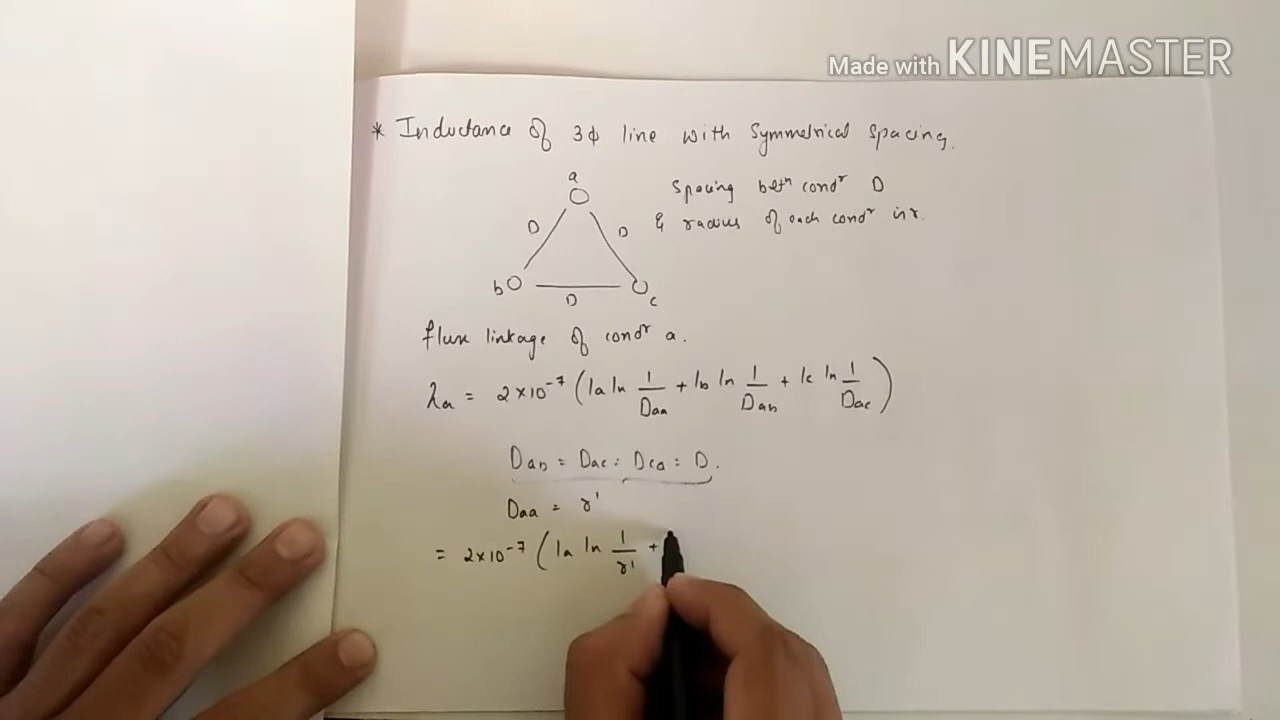 Made with KINEMASTER
* Inductance of 3ϕ line with Symmetrical Spacing.
a
Spacing betⁿ condʳ D
D
D
& radius of each condʳ is r.
b
D
c
flux linkage of condʳ a.
λa = 2×10⁻⁷ (Ia ln 1/Daa + Ib ln 1/Dab + Ic ln 1/Dac)
Dab = Dac = Dca = D.
Daa = r'
= 2×10⁻⁷ (Ia ln 1/r' +